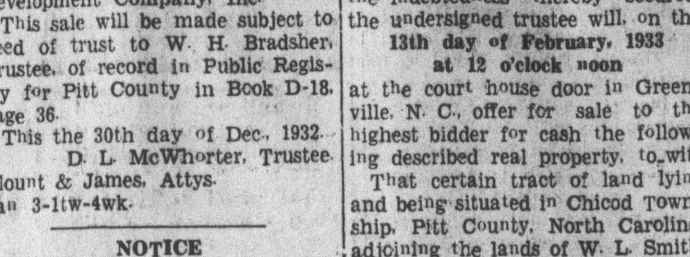 This sale will be made subject to
eed of trust to W. H. Bradsher,
rustee, of record in Public Regis-
y for Pitt County in Book D-18,
age 36.
This the 30th day of Dec., 1932.
D. L. McWhorter, Trustee.
lount & James, Attys.
an 3-1tw-4wk.
NOTICE
the undersigned trustee will, on th
13th day of February, 1933
at 12 o'clock noon
at the court house door in Green
ville, N. C., offer for sale to th
highest bidder for cash the follow
ing described real property, to-wit
That certain tract of land lyin
and being situated in Chicod Town
ship, Pitt County, North Carolin
adjoining the lands of W. L. Smit